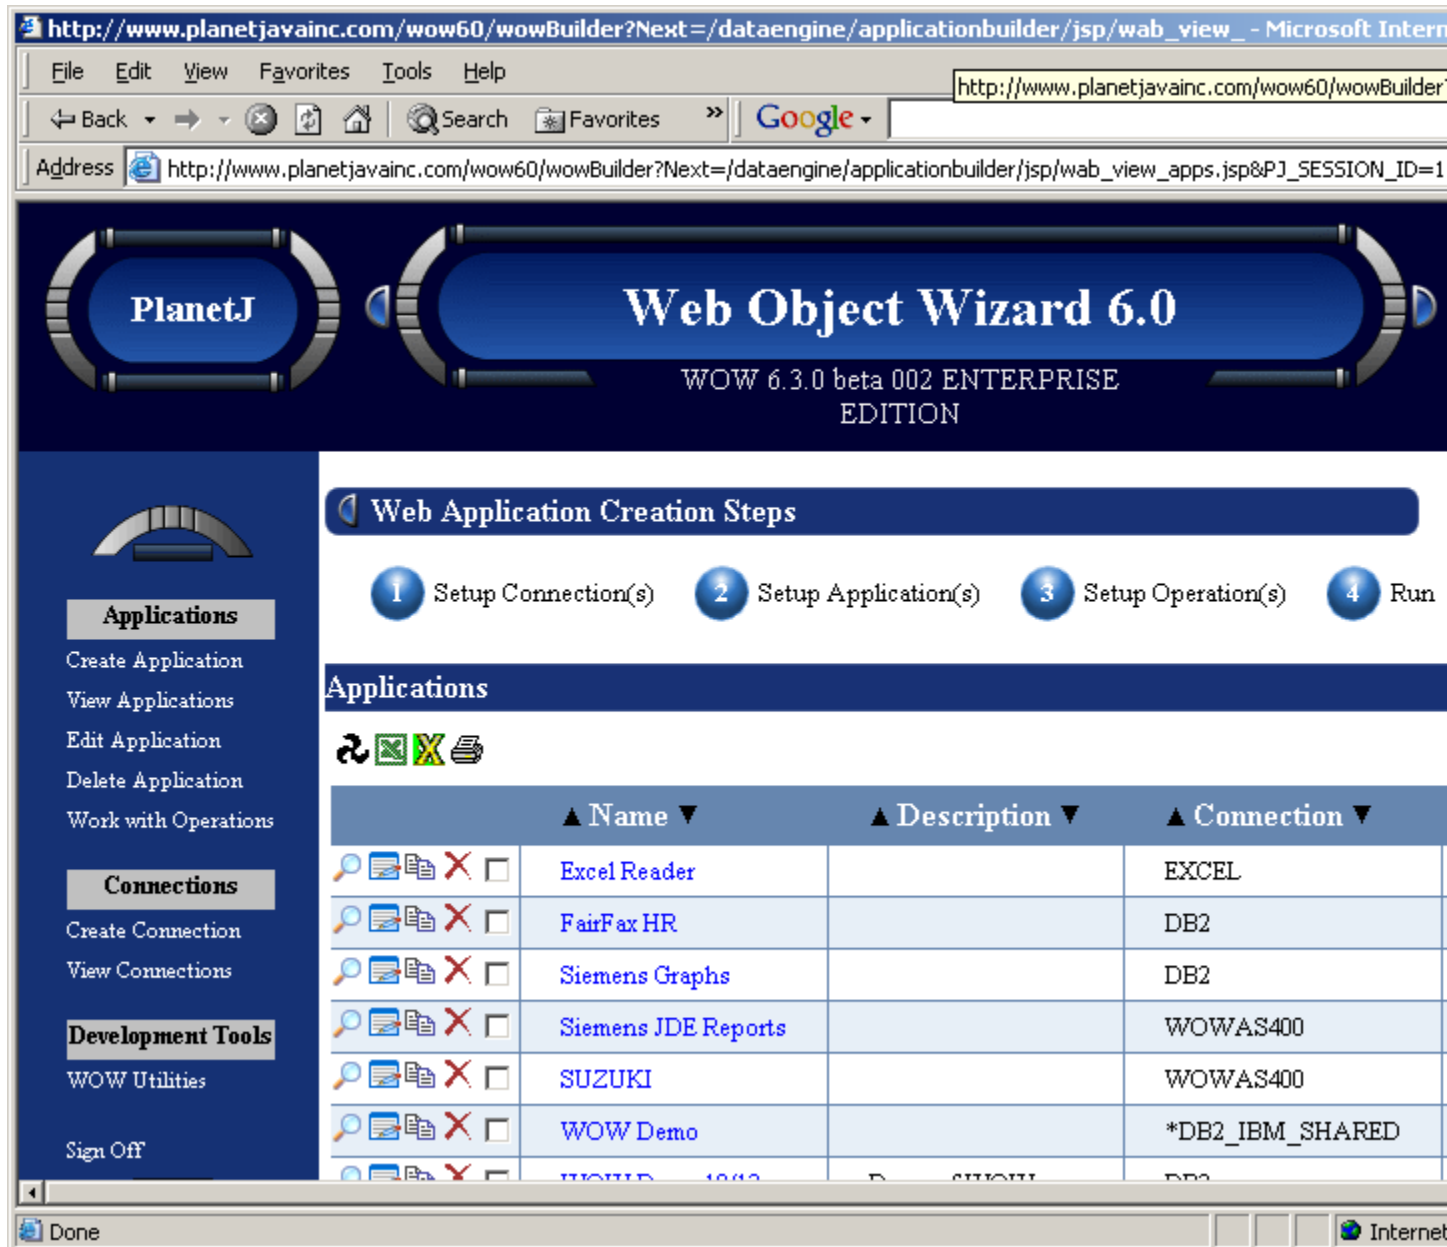 http://www.planetjavainc.com/wow60/wowBuilder?Next=/dataengine/applicationbuilder/jsp/wab_view_ - Microsoft Intern
File Edit View Favorites Tools Help
http://www.planetjavainc.com/wow60/wowBuilder?
Back Search Favorites » Google
Address http://www.planetjavainc.com/wow60/wowBuilder?Next=/dataengine/applicationbuilder/jsp/wab_view_apps.jsp&PJ_SESSION_ID=1
PlanetJ
Web Object Wizard 6.0
WOW 6.3.0 beta 002 ENTERPRISE
EDITION
Web Application Creation Steps
1 Setup Connection(s) 2 Setup Application(s) 3 Setup Operation(s) 4 Run
Applications
Create Application
View Applications
Edit Application
Delete Application
Work with Operations
Connections
Create Connection
View Connections
Development Tools
WOW Utilities
Sign Off
Applications
▲ Name ▼ ▲ Description ▼ ▲ Connection ▼
Excel Reader EXCEL
FairFax HR DB2
Siemens Graphs DB2
Siemens JDE Reports WOWAS400
SUZUKI WOWAS400
WOW Demo *DB2_IBM_SHARED
Done Internet